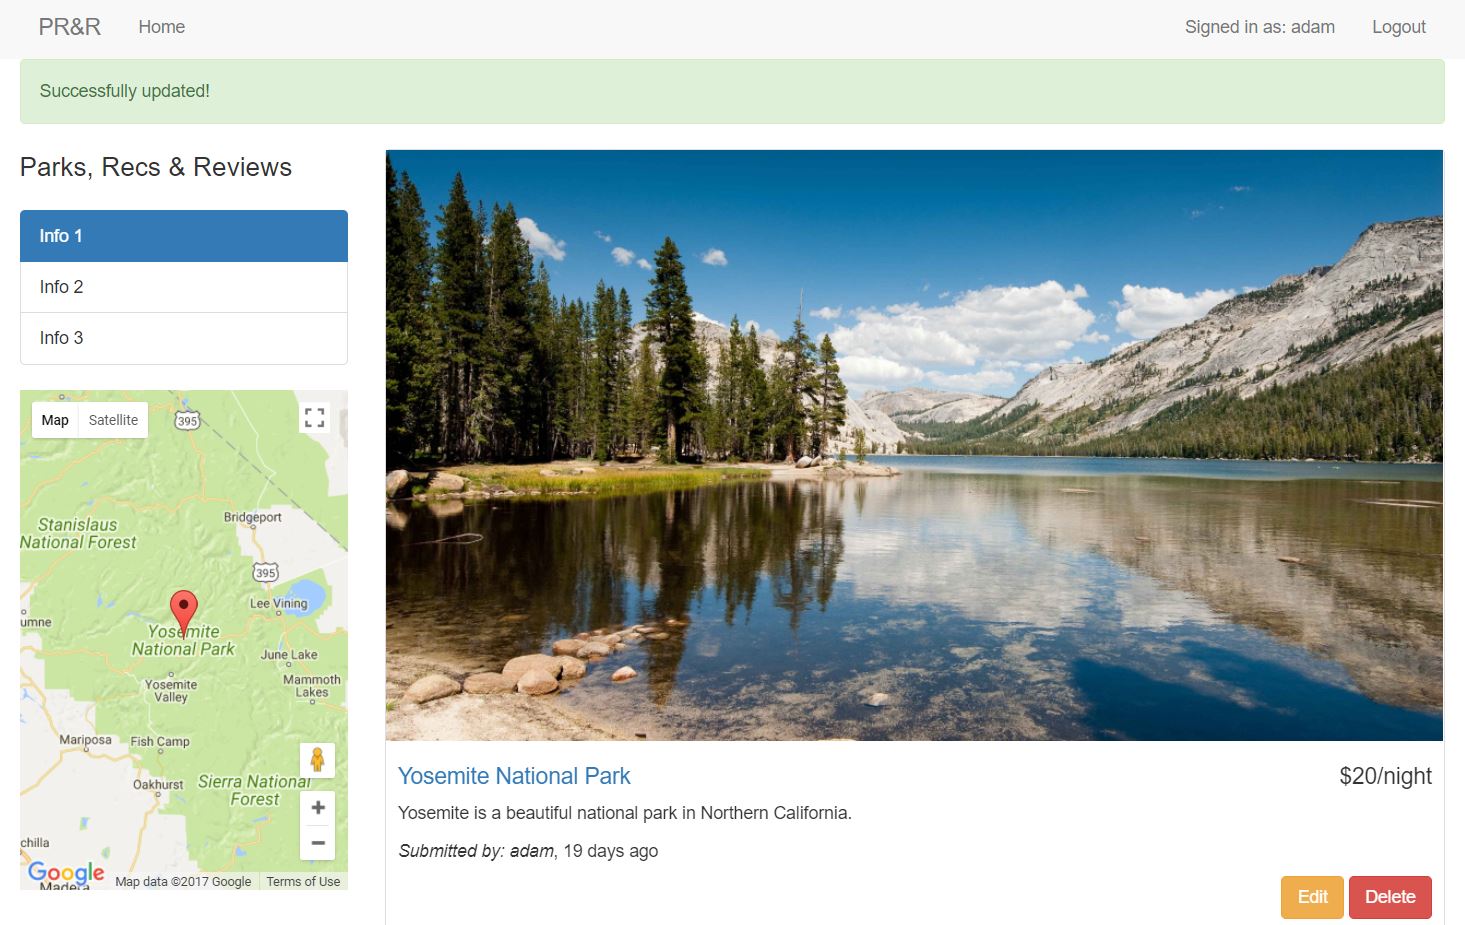 PR&R Home Signed in as: adam Logout
Successfully updated!
Parks, Recs & Reviews
Info 1
Info 2
Info 3
Map Satellite
395
Stanislaus
National Forest
Bridgeport
395
Lee Vining
umne
Yosemite
National Park
June Lake
Yosemite
Valley
Mammoth
Lakes
Mariposa
Fish Camp
Oakhurst
Sierra National
Forest
chilla
Google
Madera
Map data ©2017 Google Terms of Use
Yosemite National Park $20/night
Yosemite is a beautiful national park in Northern California.
Submitted by: adam, 19 days ago
Edit Delete